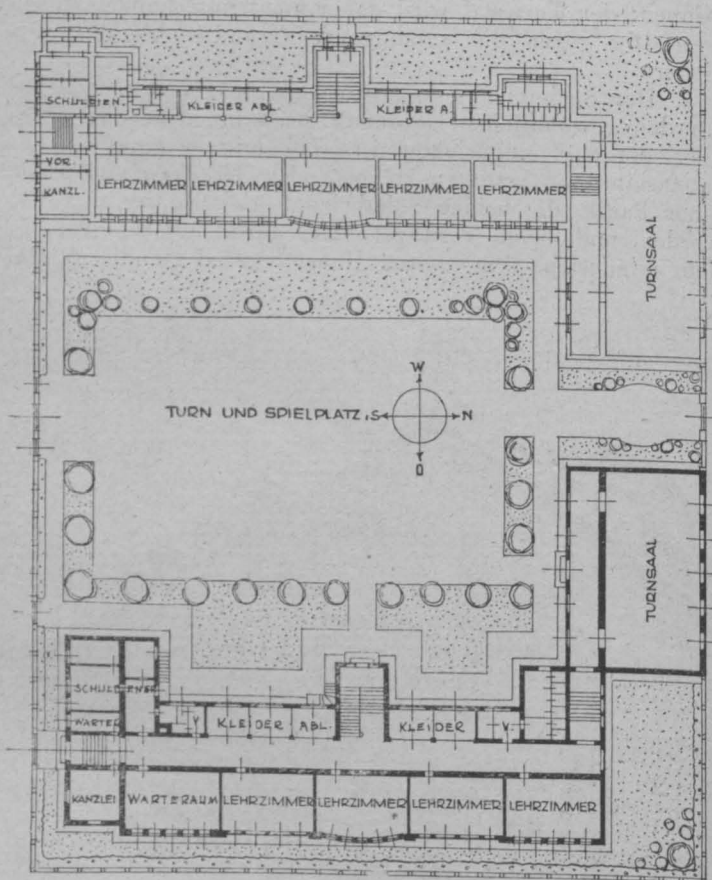 SCHULDIEN.
KLEIDER ABL.
KLEIDER A.
VOR.
KANZL.
LEHRZIMMER LEHRZIMMER LEHRZIMMER LEHRZIMMER LEHRZIMMER
TURNSAAL
W
TURN UND SPIELPLATZ. S N
O
TURNSAAL
SCHULDIENER
WARTER
V
KLEIDER ABL.
KLEIDER
V.
KANZLEI WARTERAUM LEHRZIMMER LEHRZIMMER LEHRZIMMER LEHRZIMMER